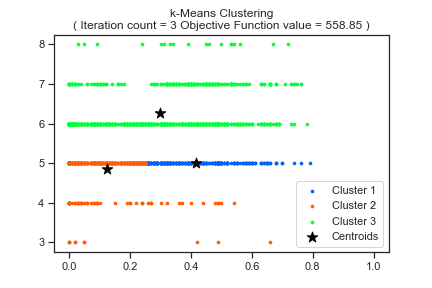 k-Means Clustering
( Iteration count = 3 Objective Function value = 558.85 )
8
7
6
5
4
3
0.0 0.2 0.4 0.6 0.8 1.0
Cluster 1
Cluster 2
Cluster 3
Centroids